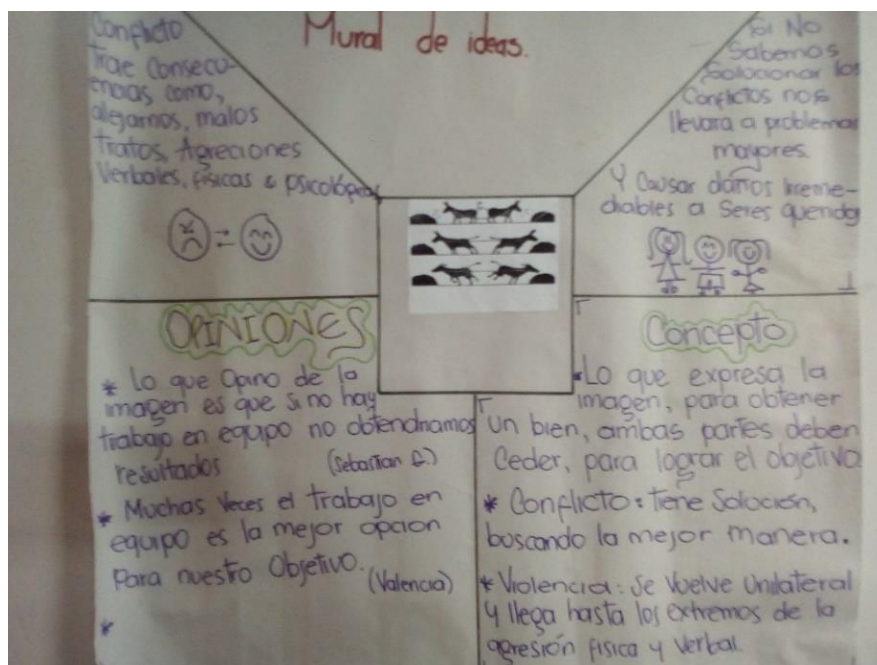 Mural de ideas.
Conflicto
Trae Consecu-
encias, como,
alejarnos, malos
tratos, Agreciones
Verbales, físicas & psicológicas
Si No
Sabemos
Solocionar los
Conflictos nos
llevara a problemas
mayores.
Y Causar daños irreme-
diables a Seres queridos
OPINIONES
* Lo que Opino de la
imagen es que si no hay
trabajo en equipo no obtendriamos
resultados (Sebastian G.)
* Muchas Veces el trabajo en
equipo es la mejor opcion
Para nuestro Objetivo. (Valencia)
*
Concepto
* Lo que expresa la
imagen, para obtener
un bien, ambas partes deben
Ceder, para lograr el objetivo
* Conflicto: tiene Solocion,
buscando la mejor manera.
* Violencia: Se Vuelve Unilateral
y llega hasta los extremos de la
agresión fisica y Verbal.